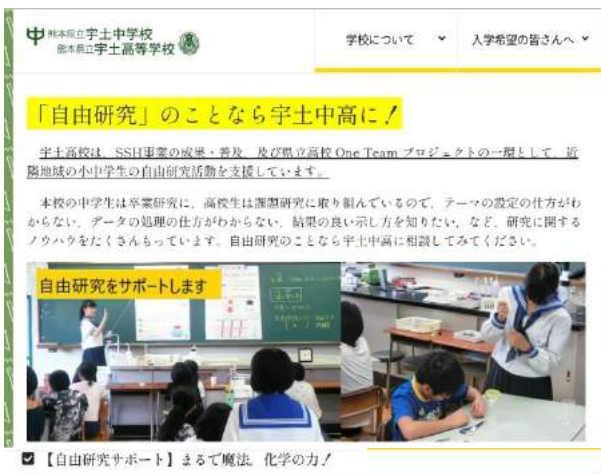 熊本県立宇土中学校
熊本県立宇土高等学校
学校について
入学希望の皆さんへ
「自由研究」のことなら宇土中高に！
宇土高校は、SSH事業の成果・普及、及び県立高校 One Team プロジェクトの一環として、近
隣地域の小中学生の自由研究活動を支援しています。
本校の中学生は卒業研究に、高校生は課題研究に取り組んでいるので、テーマの設定の仕方がわ
からない、データの処理の仕方がわからない、結果の良い示し方を知りたい、など、研究に関する
ノウハウをたくさんもっています。自由研究のことなら宇土中高に相談してみてください。
自由研究をサポートします
【自由研究サポート】まるで魔法、化学の力！